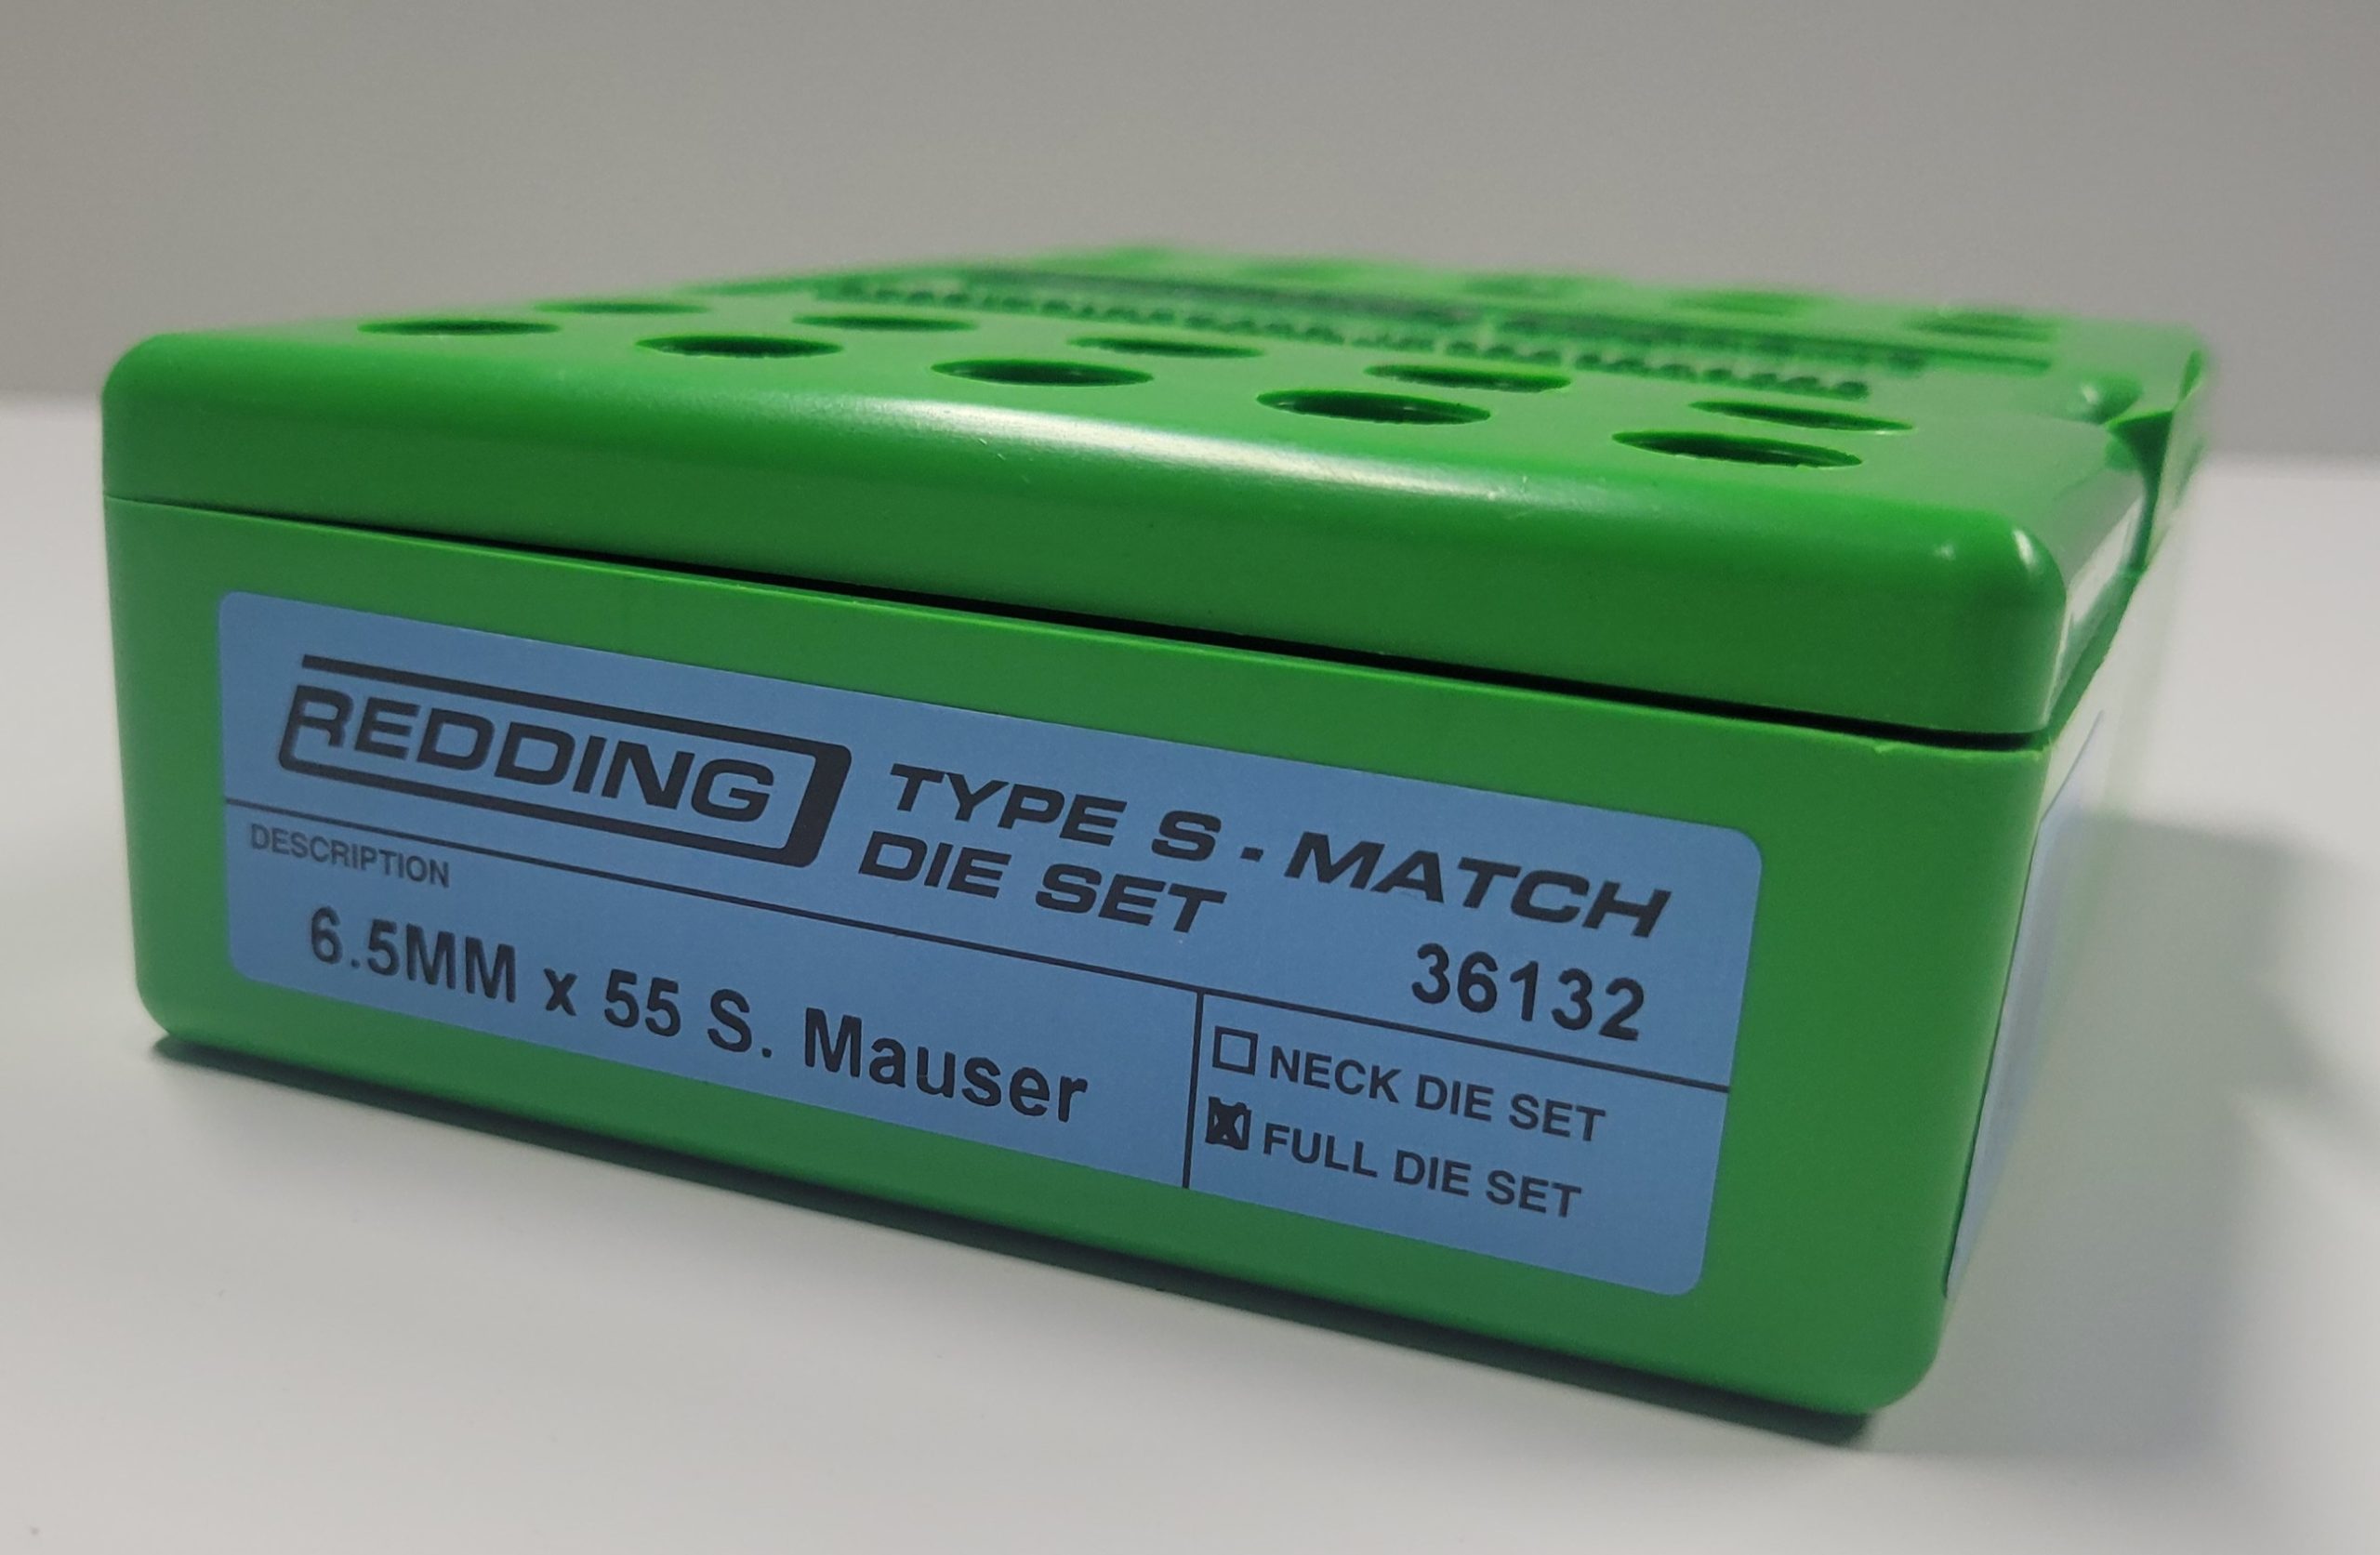 REDDING
TYPE S - MATCH
DIE SET
36132
DESCRIPTION
6.5MM x 55 S. Mauser
NECK DIE SET
FULL DIE SET